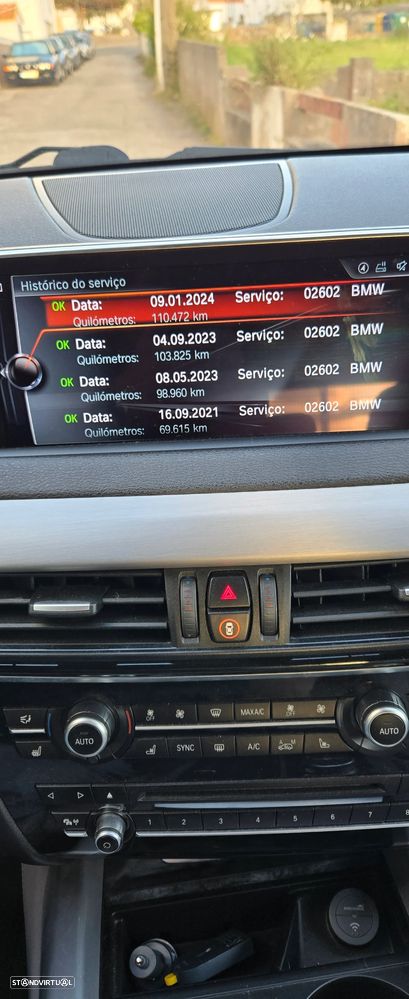 Histórico do serviço
OK Data: 09.01.2024 Serviço: 02602 BMW
Quilómetros: 110.472 km
OK Data: 04.09.2023 Serviço: 02602 BMW
Quilómetros: 103.825 km
OK Data: 08.05.2023 Serviço: 02602 BMW
Quilómetros: 98.960 km
OK Data: 16.09.2021 Serviço: 02602 BMW
Quilómetros: 69.615 km
OFF MAX A/C OFF
AUTO AUTO
SYNC A/C A M
1 2 3 4 5 6 7 8
STANDVIRTUAL